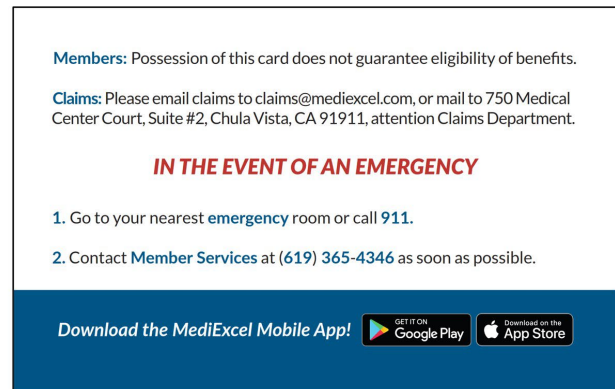 Members: Possession of this card does not guarantee eligibility of benefits.
Claims: Please email claims to claims@mediexcel.com, or mail to 750 Medical
Center Court, Suite #2, Chula Vista, CA 91911, attention Claims Department.
IN THE EVENT OF AN EMERGENCY
1. Go to your nearest emergency room or call 911.
2. Contact Member Services at (619) 365-4346 as soon as possible.
Download the MediExcel Mobile App!
GET IT ON
Google Play
Download on the
App Store